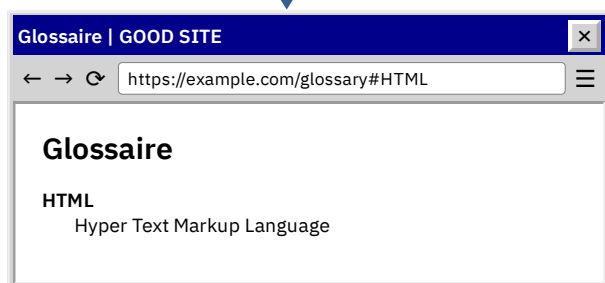 Glossaire | GOOD SITE
https://example.com/glossary#HTML
Glossaire
HTML
Hyper Text Markup Language